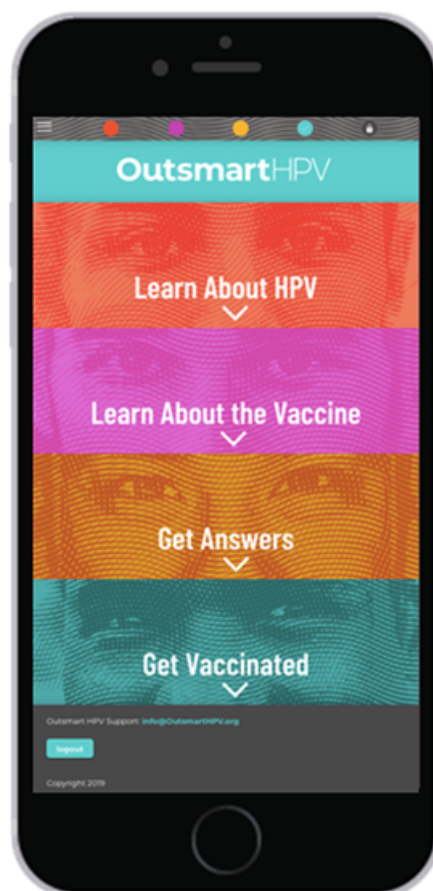 OutsmartHPV
Learn About HPV
Learn About the Vaccine
Get Answers
Get Vaccinated
Outsmart HPV Support: info@OutsmartHPV.org
logout
Copyright 2019